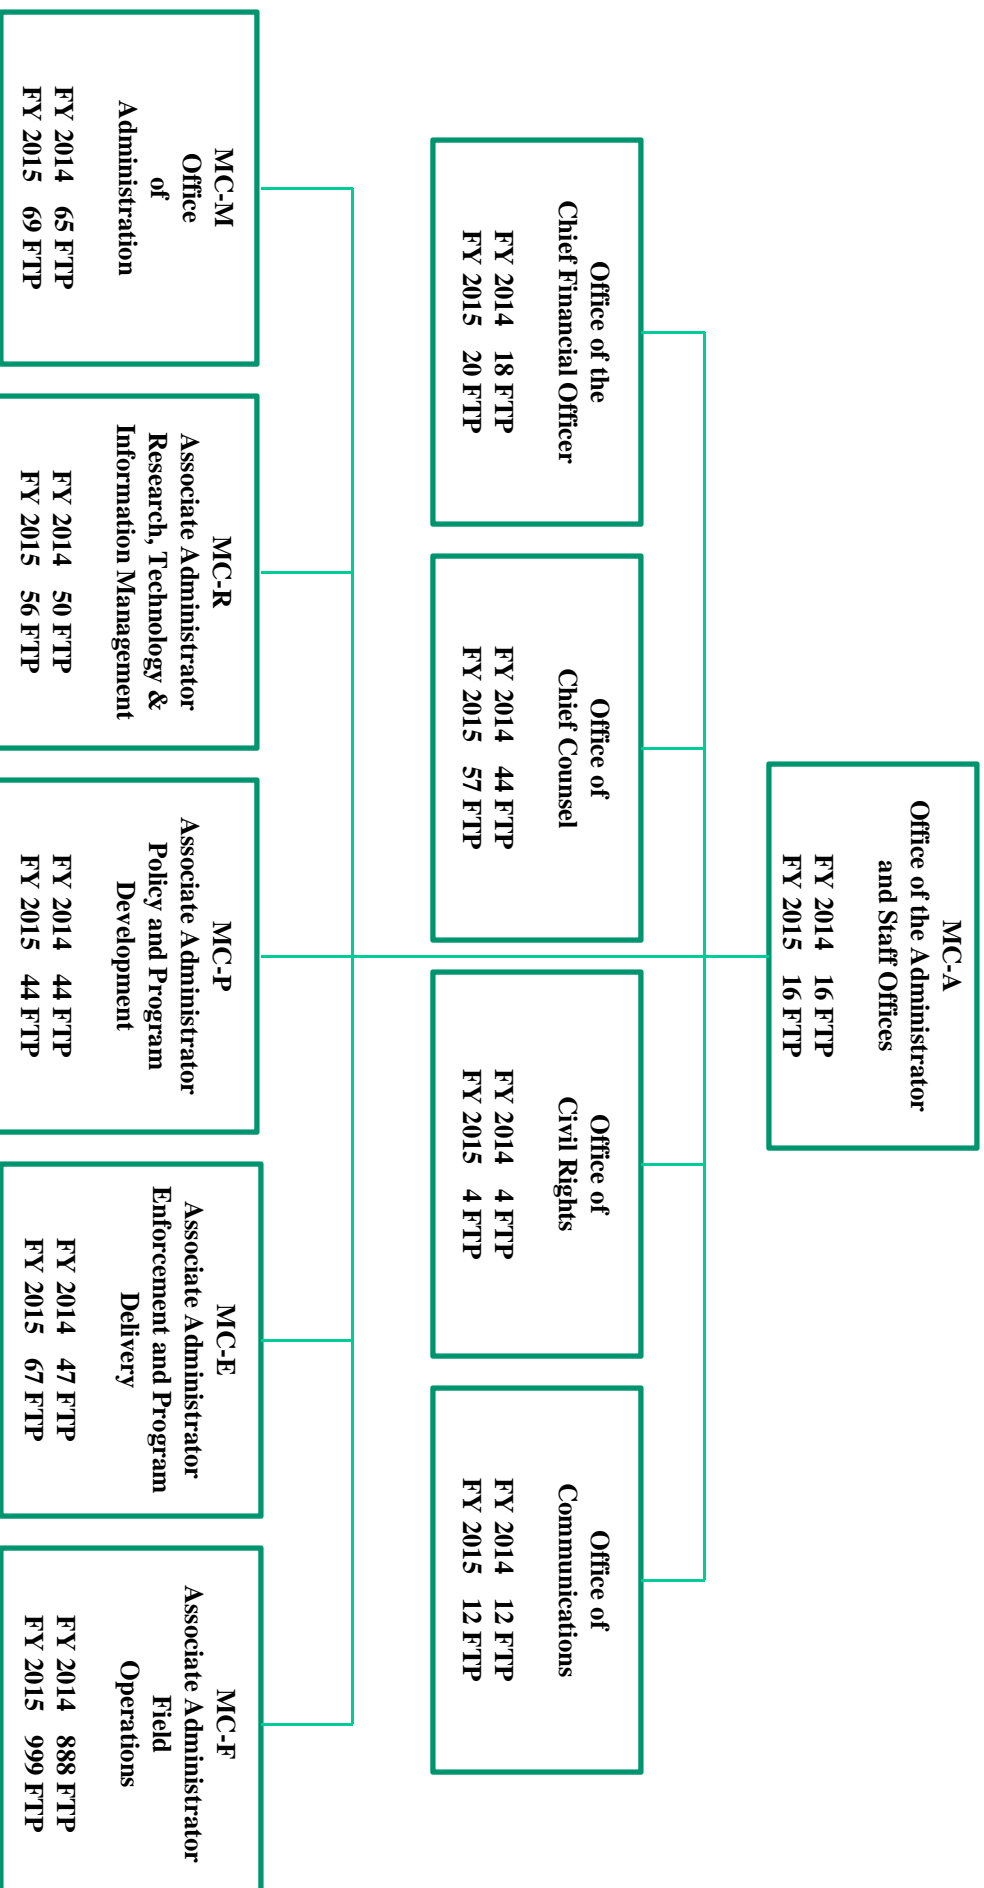 MC-A
Office of the Administrator
and Staff Offices
FY 2014 16 FTP
FY 2015 16 FTP
Office of the
Chief Financial Officer
FY 2014 18 FTP
FY 2015 20 FTP
Office of
Chief Counsel
FY 2014 44 FTP
FY 2015 57 FTP
Office of
Civil Rights
FY 2014 4 FTP
FY 2015 4 FTP
Office of
Communications
FY 2014 12 FTP
FY 2015 12 FTP
MC-M
Office
of
Administration
FY 2014 65 FTP
FY 2015 69 FTP
MC-R
Associate Administrator
Research, Technology &
Information Management
FY 2014 50 FTP
FY 2015 56 FTP
MC-P
Associate Administrator
Policy and Program
Development
FY 2014 44 FTP
FY 2015 44 FTP
MC-E
Associate Administrator
Enforcement and Program
Delivery
FY 2014 47 FTP
FY 2015 67 FTP
MC-F
Associate Administrator
Field
Operations
FY 2014 888 FTP
FY 2015 999 FTP